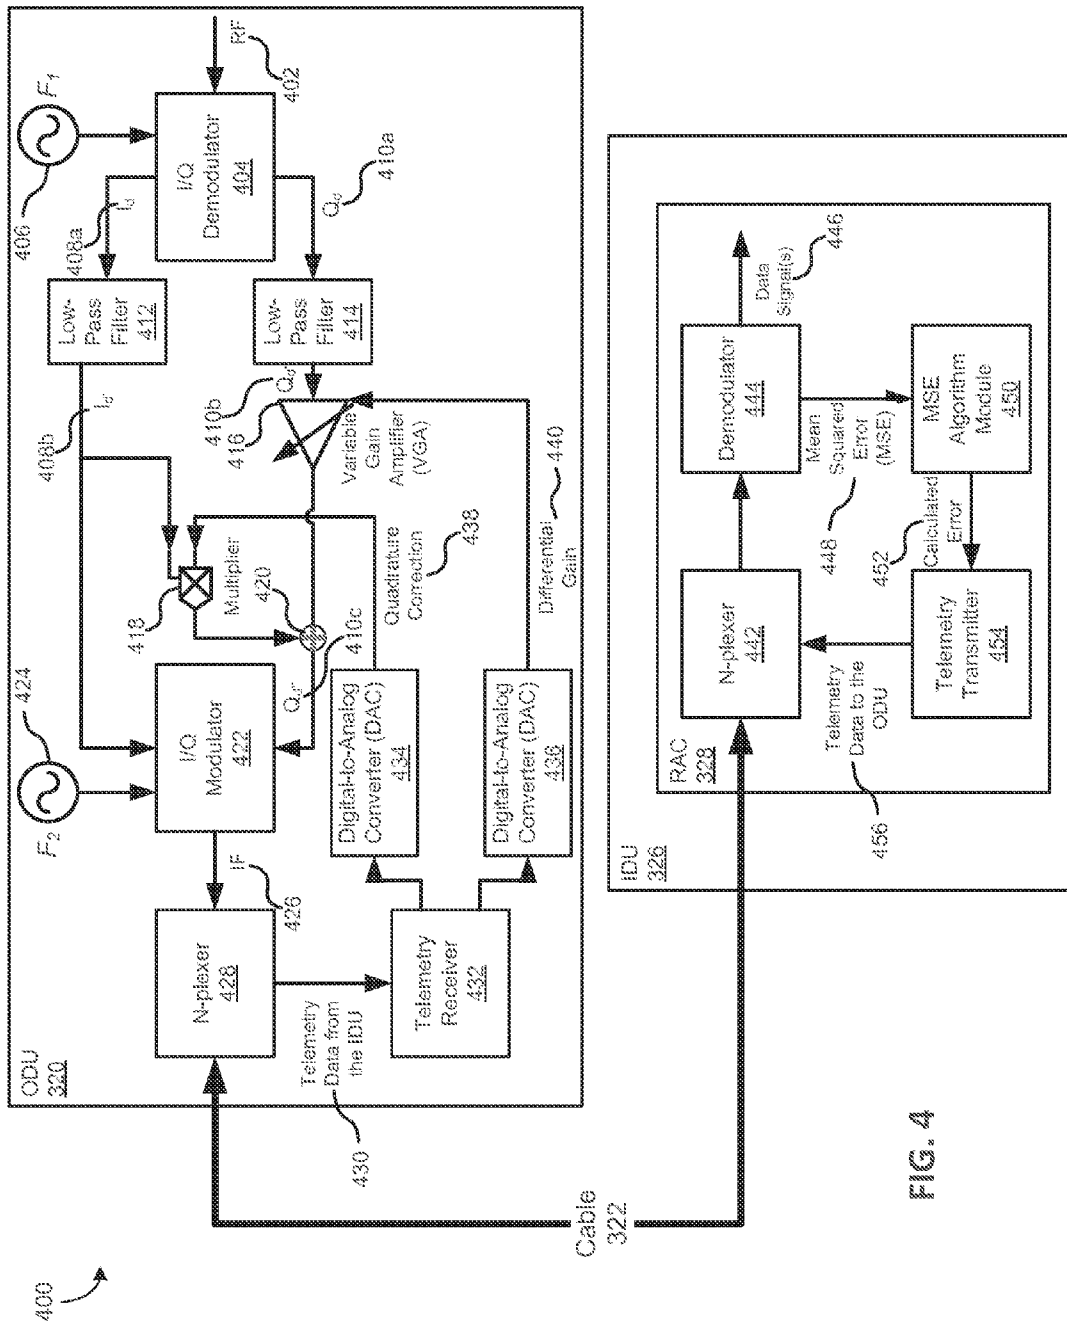 400
ODU
320
F2
424
I/Q
Modulator
422
N-plexer
428
IF
426
Telemetry
Data from
the IDU
430
Telemetry
Receiver
432
Digital-to-Analog
Converter (DAC)
434
Digital-to-Analog
Converter (DAC)
436
418
Multiplier
420
Qd''
410c
Quadrature
Correction
438
Differential
Gain
440
408b
Id'
Low-
Pass
Filter
412
Low-
Pass
Filter
414
410b
Qd'
416
Variable
Gain
Amplifier
(VGA)
406
F1
408a
Id
I/Q
Demodulator
404
RF
402
Qd
410a
Cable
322
IDU
326
RAC
328
N-plexer
442
Demodulator
444
Data
Signal(s)
446
Mean
Squared
Error
(MSE)
448
MSE
Algorithm
Module
450
Calculated
Error
452
Telemetry
Transmitter
454
Telemetry
Data to the
ODU
456
FIG. 4